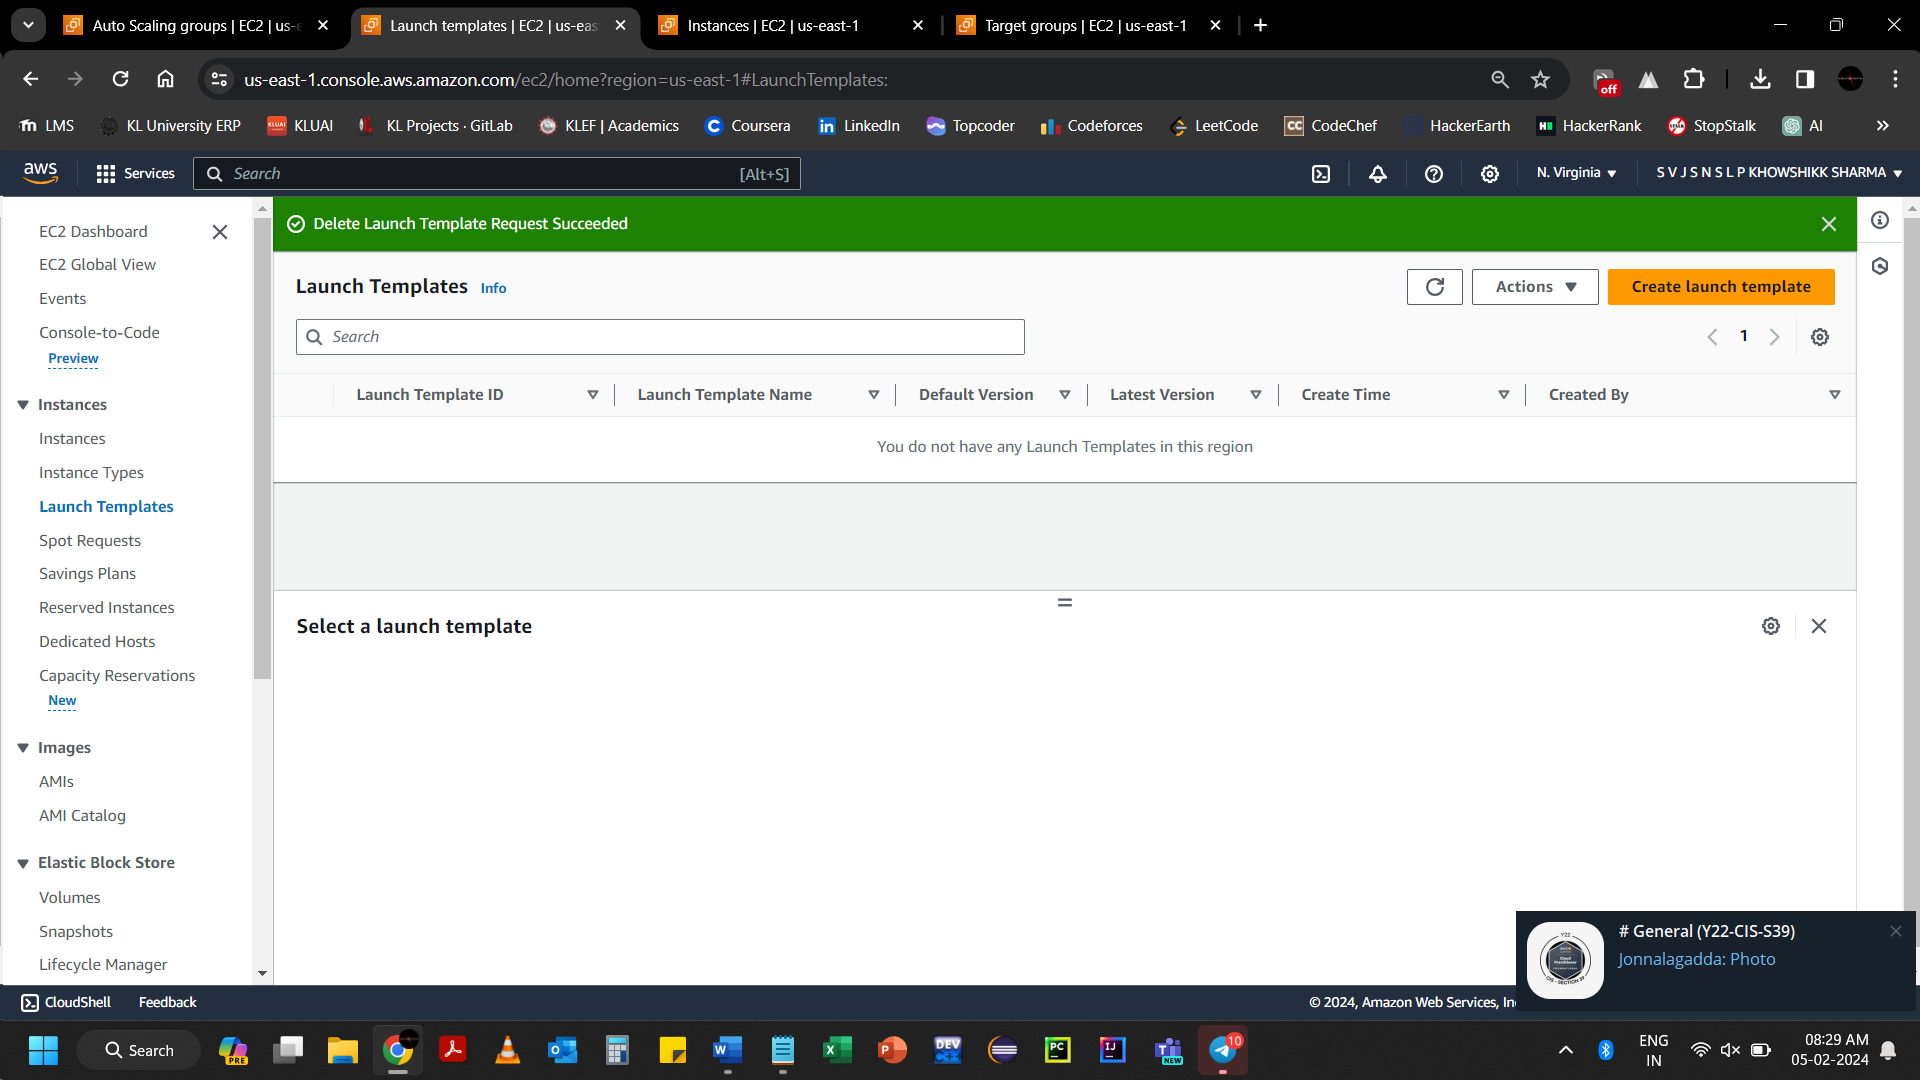 Auto Scaling groups | EC2 | us-e
Launch templates | EC2 | us-eas
Instances | EC2 | us-east-1
Target groups | EC2 | us-east-1
us-east-1.console.aws.amazon.com/ec2/home?region=us-east-1#LaunchTemplates:
off
LMS
KL University ERP
KLUAI
KLUAI
KL Projects · GitLab
KLEF | Academics
Coursera
LinkedIn
Topcoder
Codeforces
LeetCode
CodeChef
HackerEarth
HackerRank
StopStalk
AI
aws
Services
Search
[Alt+S]
N. Virginia
S V J S N S L P KHOWSHIKK SHARMA
EC2 Dashboard
EC2 Global View
Events
Console-to-Code
Preview
Instances
Instances
Instance Types
Launch Templates
Spot Requests
Savings Plans
Reserved Instances
Dedicated Hosts
Capacity Reservations
New
Images
AMIs
AMI Catalog
Elastic Block Store
Volumes
Snapshots
Lifecycle Manager
Delete Launch Template Request Succeeded
Launch Templates Info
Actions
Create launch template
Search
1
Launch Template ID
Launch Template Name
Default Version
Latest Version
Create Time
Created By
You do not have any Launch Templates in this region
Select a launch template
# General (Y22-CIS-S39)
Jonnalagadda: Photo
CloudShell
Feedback
© 2024, Amazon Web Services, In
Search
PRE
DEV
PC
IJ
NEW
10
ENG
IN
08:29 AM
05-02-2024